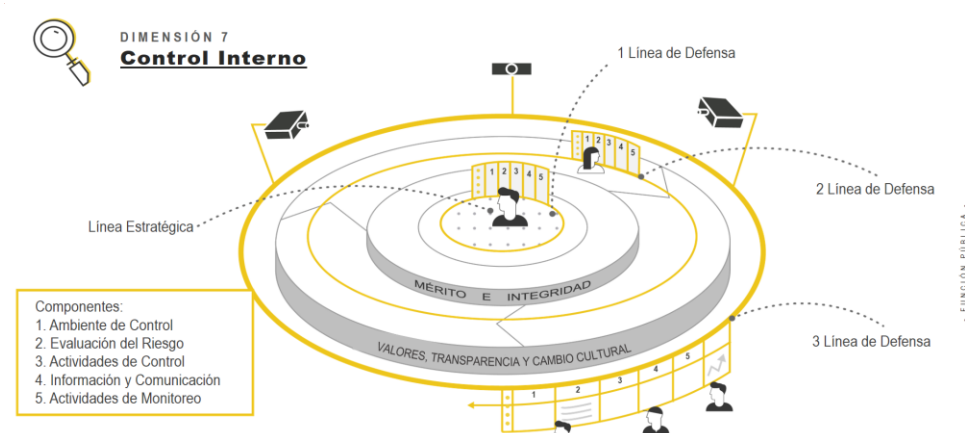 DIMENSIÓN 7
Control Interno
1 Línea de Defensa
1 2 3 4 5
1 2 3 4 5
2 Línea de Defensa
Línea Estratégica
MÉRITO E INTEGRIDAD
VALORES, TRANSPARENCIA Y CAMBIO CULTURAL
3 Línea de Defensa
FUNCIÓN PÚBLICA
Componentes:
1. Ambiente de Control
2. Evaluación del Riesgo
3. Actividades de Control
4. Información y Comunicación
5. Actividades de Monitoreo
1 2 3 4 5